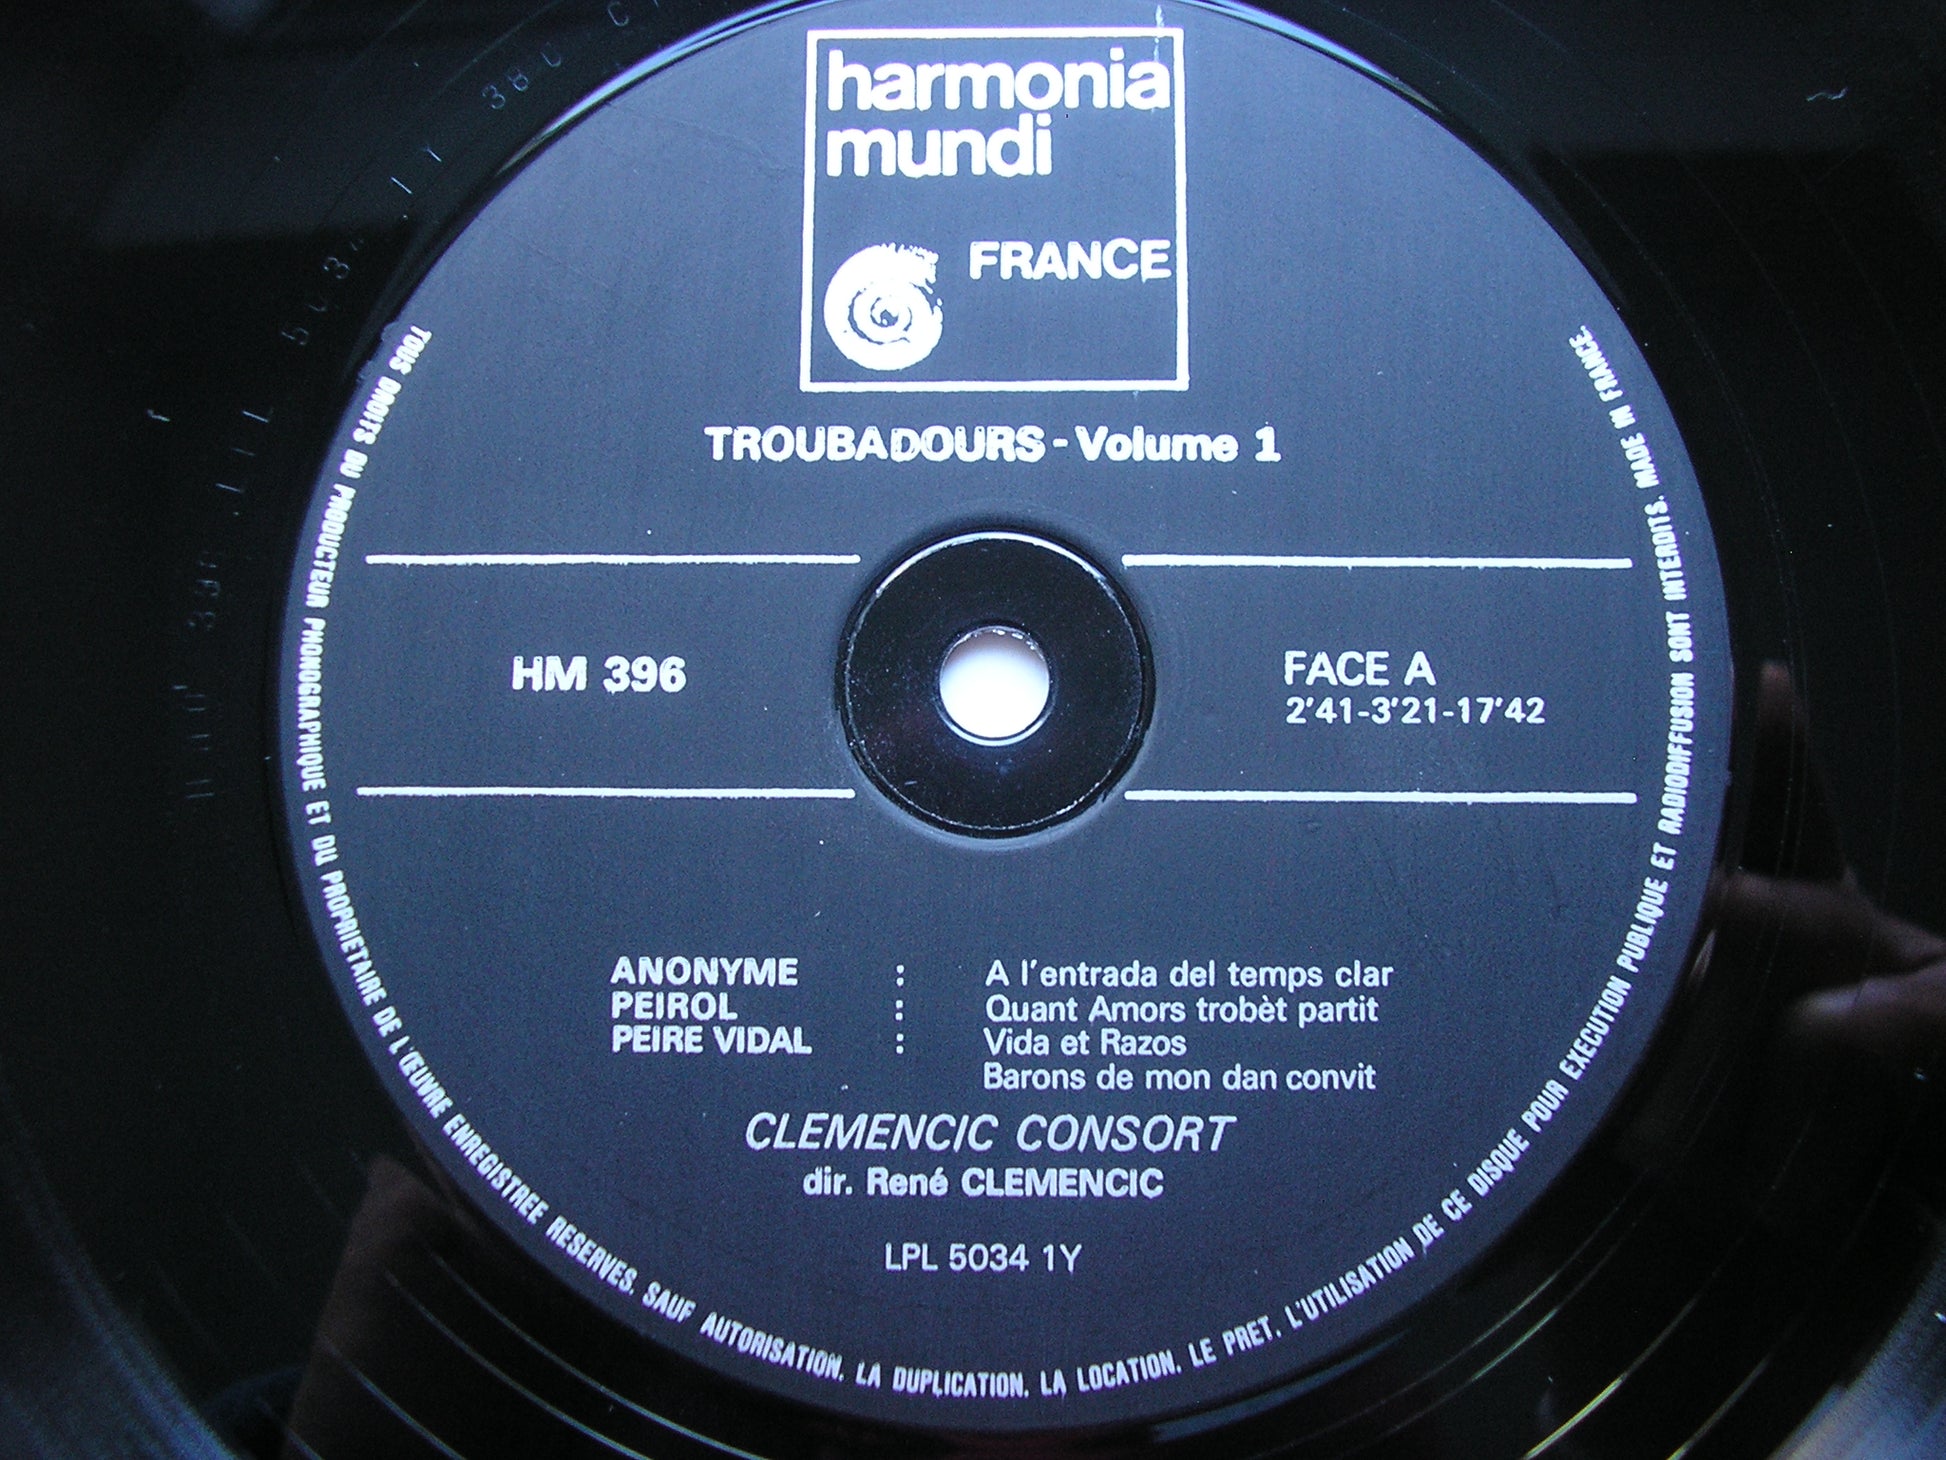 harmonia
mundi
FRANCE
TROUBADOURS - Volume 1
HM 396
FACE A
2'41-3'21-17'42
ANONYME : A l'entrada del temps clar
PEIROL : Quant Amors trobèt partit
PEIRE VIDAL : Vida et Razos
Barons de mon dan convit
CLEMENCIC CONSORT
dir. René CLEMENCIC
LPL 5034 1Y
TOUS DROITS DU PRODUCTEUR PHONOGRAPHIQUE ET DU PROPRIETAIRE DE L'ŒUVRE ENREGISTREE RESERVES. SAUF AUTORISATION. LA DUPLICATION. LA LOCATION. LE PRET. L'UTILISATION DE CE DISQUE POUR EXECUTION PUBLIQUE ET RADIODIFFUSION SONT INTERDITS. MADE IN FRANCE.